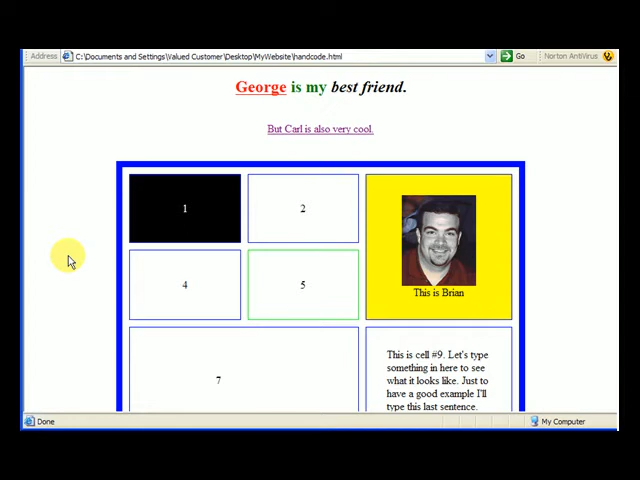 Address C:\Documents and Settings\Valued Customer\Desktop\MyWebsite\handcode.html Go Norton AntiVirus
George is my best friend.
But Carl is also very cool.
1 2
This is Brian
4 5
7
This is cell #9. Let's type
something in here to see
what it looks like. Just to
have a good example I'll
type this last sentence.
Done My Computer